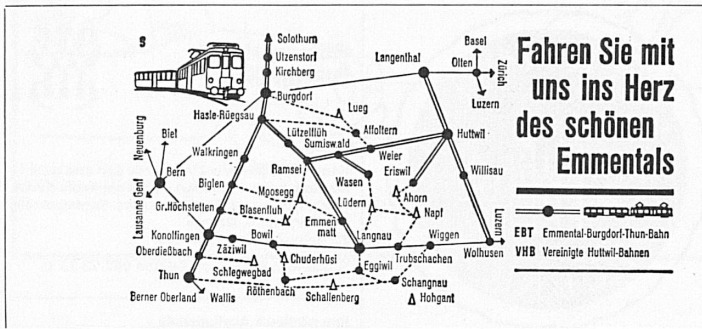 S
Solothurn
Utzenstorf
Kirchberg
Burgdorf
Hasle-Rüegsau
Langenthal
Basel
Olten
Zürich
Luzern
Lueg
Affoltern
Lützelflüh
Sumiswald
Huttwil
Neuenburg
Biel
Bern
Lausanne Genf
Walkringen
Ramsei
Weier
Eriswil
Willisau
Biglen
Moosegg
Wasen
Ahorn
Gr.Höchstetten
Blasenfluh
Lüdern
Napf
Emmen
matt
Luzern
Konolfingen
Bowil
Langnau
Wiggen
Oberdießbach
Zäziwil
Chuderhüsi
Trubschachen
Wolhusen
Schlegwegbad
Eggiwil
Thun
Röthenbach
Schangnau
Berner Oberland
Wallis
Schallenberg
Hohgant
Fahren Sie mit
uns ins Herz
des schönen
Emmentals
EBT Emmental-Burgdorf-Thun-Bahn
VHB Vereinigte Huttwil-Bahnen